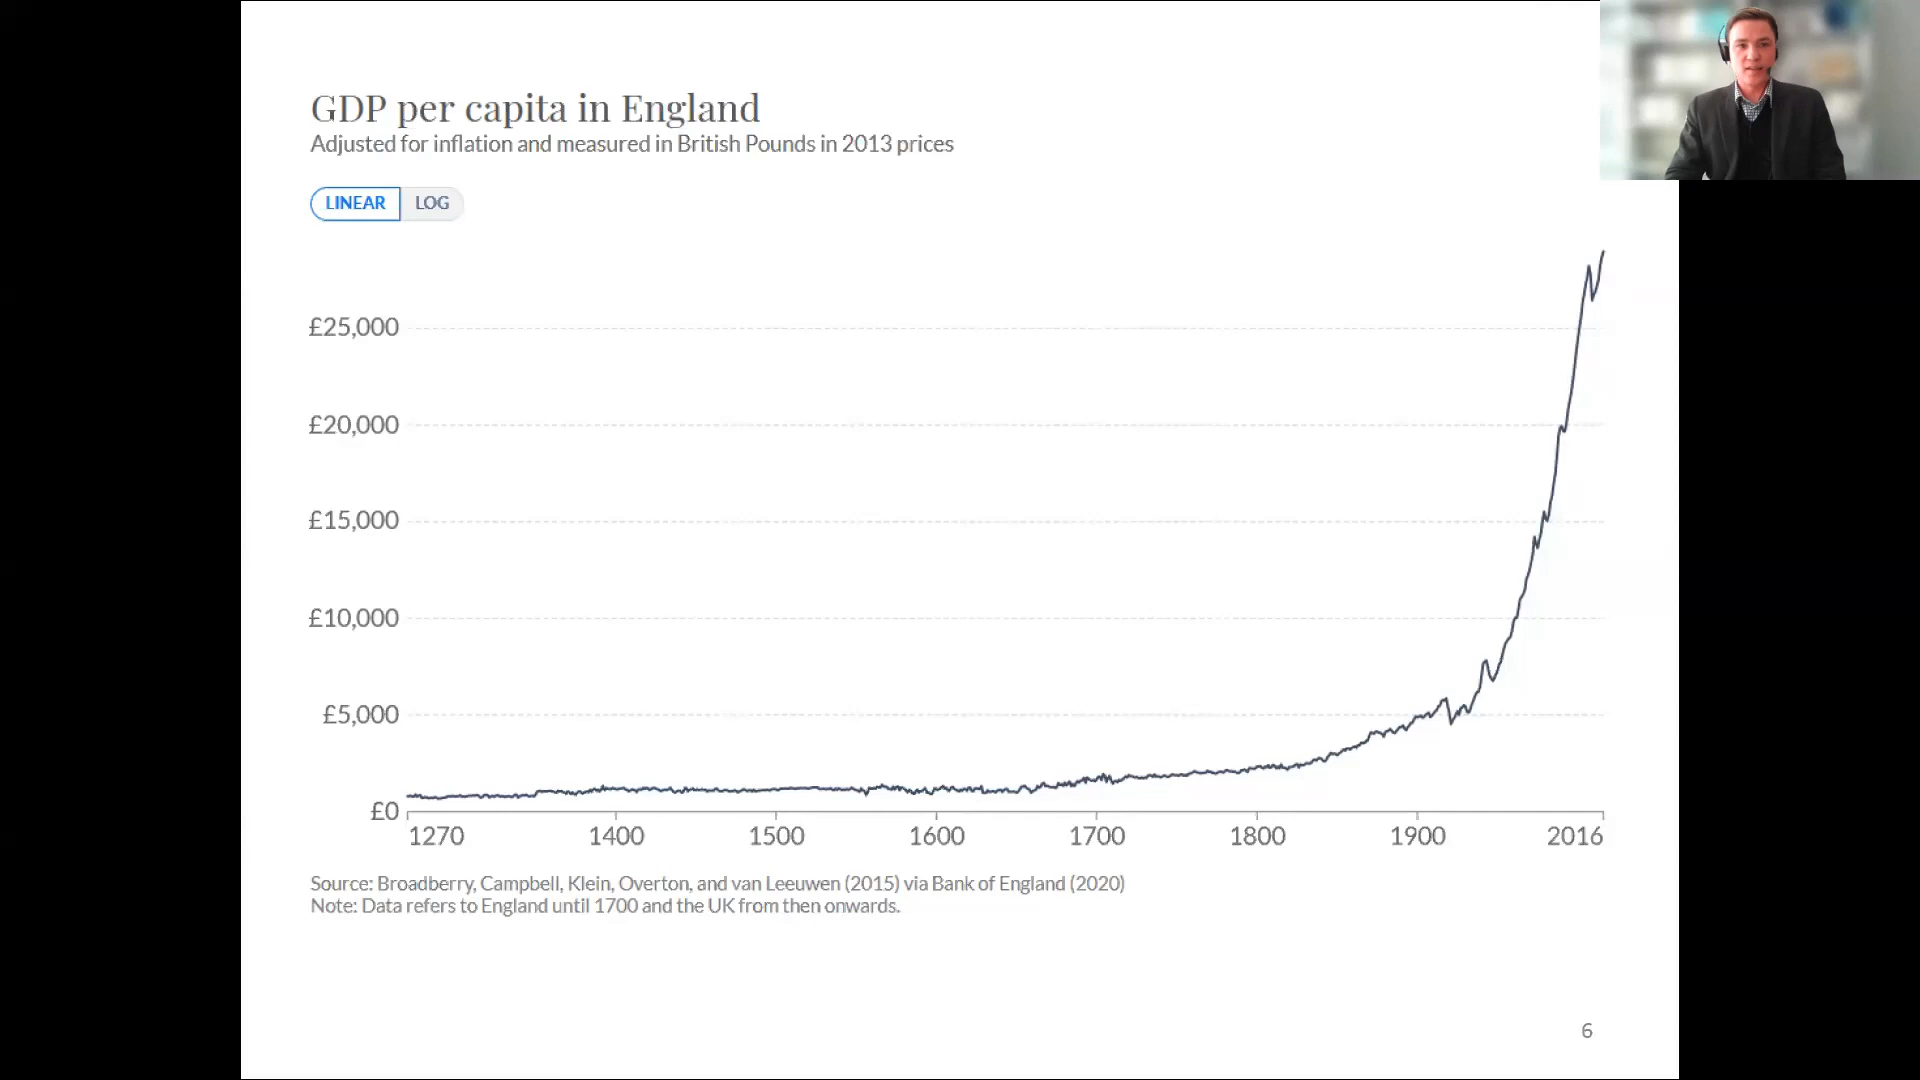 GDP per capita in England
Adjusted for inflation and measured in British Pounds in 2013 prices
LINEAR LOG
£25,000
£20,000
£15,000
£10,000
£5,000
£0
1270 1400 1500 1600 1700 1800 1900 2016
Source: Broadberry, Campbell, Klein, Overton, and van Leeuwen (2015) via Bank of England (2020)
Note: Data refers to England until 1700 and the UK from then onwards.
6